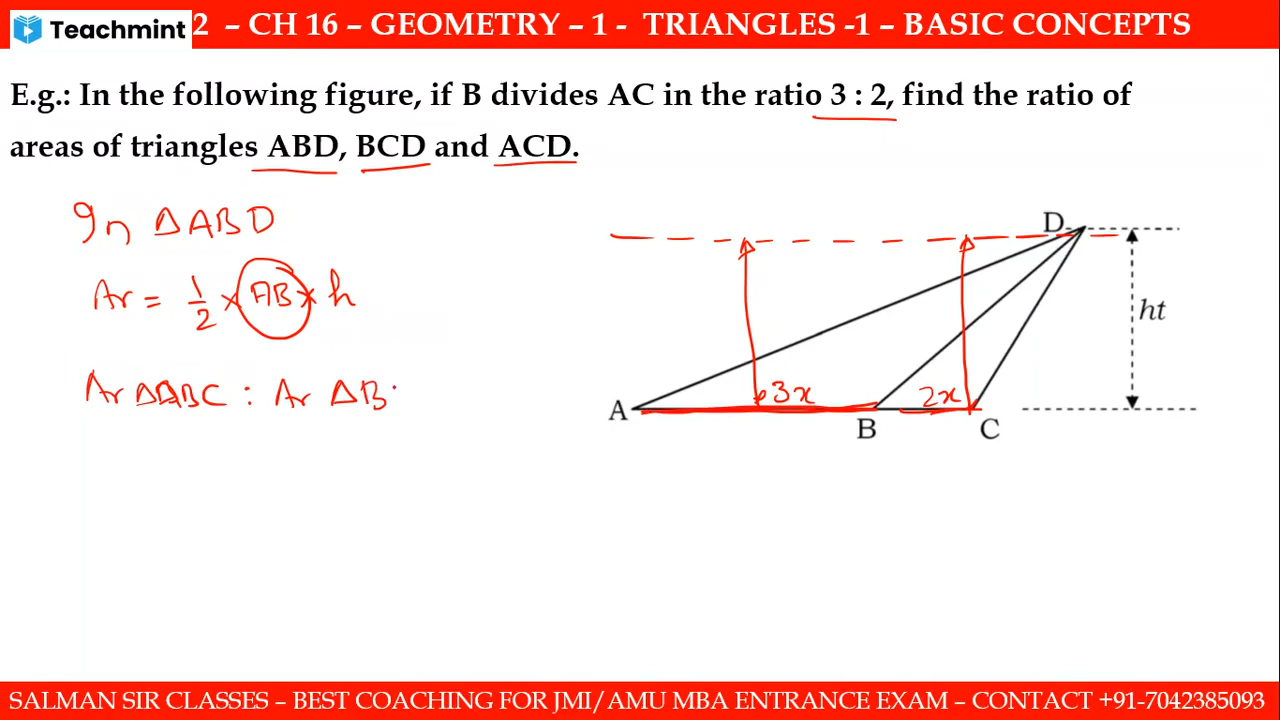 Teachmint
2 – CH 16 – GEOMETRY – 1 - TRIANGLES -1 – BASIC CONCEPTS
E.g.: In the following figure, if B divides AC in the ratio 3 : 2, find the ratio of
areas of triangles ABD, BCD and ACD.
In ΔABD
Ar = 1/2 × AB × h
Ar ΔABC : Ar ΔB
D
ht
3x
2x
A
B
C
SALMAN SIR CLASSES – BEST COACHING FOR JMI/AMU MBA ENTRANCE EXAM – CONTACT +91-7042385093